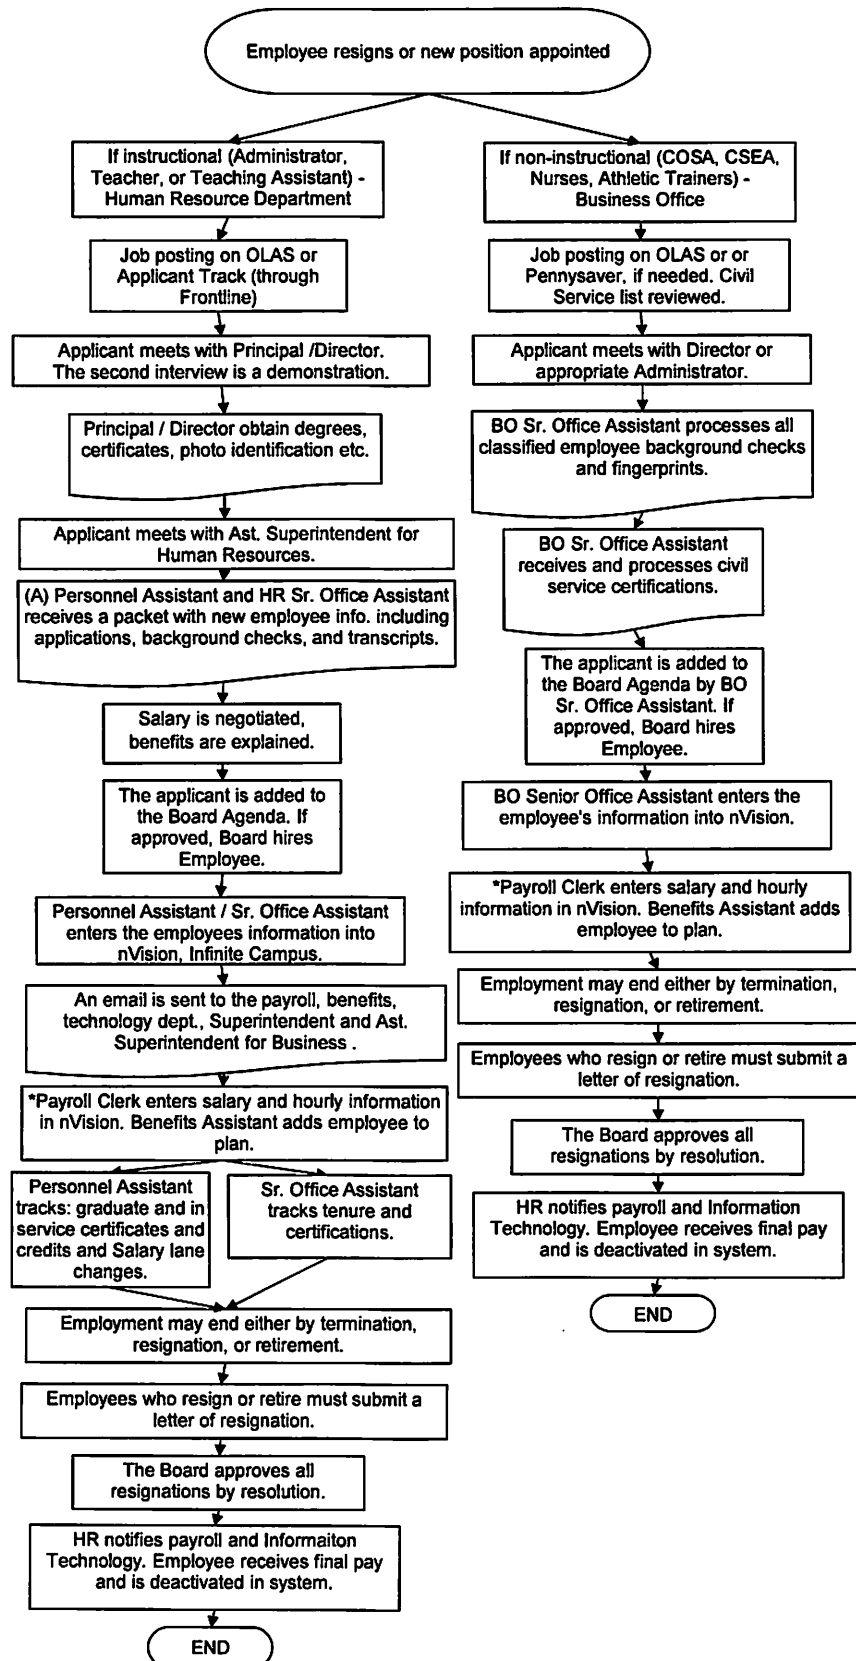 Employee resigns or new position appointed
If instructional (Administrator,
Teacher, or Teaching Assistant) -
Human Resource Department
Job posting on OLAS or
Applicant Track (through
Frontline)
Applicant meets with Principal /Director.
The second interview is a demonstration.
Principal / Director obtain degrees,
certificates, photo identification etc.
Applicant meets with Ast. Superintendent for
Human Resources.
(A) Personnel Assistant and HR Sr. Office Assistant
receives a packet with new employee info. including
applications, background checks, and transcripts.
Salary is negotiated,
benefits are explained.
The applicant is added to
the Board Agenda. If
approved, Board hires
Employee.
Personnel Assistant / Sr. Office Assistant
enters the employees information into
nVision, Infinite Campus.
An email is sent to the payroll, benefits,
technology dept., Superintendent and Ast.
Superintendent for Business .
*Payroll Clerk enters salary and hourly information
in nVision. Benefits Assistant adds employee to
plan.
Personnel Assistant
tracks: graduate and in
service certificates and
credits and Salary lane
changes.
Sr. Office Assistant
tracks tenure and
certifications.
Employment may end either by termination,
resignation, or retirement.
Employees who resign or retire must submit a
letter of resignation.
The Board approves all
resignations by resolution.
HR notifies payroll and Informaiton
Technology. Employee receives final pay
and is deactivated in system.
END
If non-instructional (COSA, CSEA,
Nurses, Athletic Trainers) -
Business Office
Job posting on OLAS or or
Pennysaver, if needed. Civil
Service list reviewed.
Applicant meets with Director or
appropriate Administrator.
BO Sr. Office Assistant processes all
classified employee background checks
and fingerprints.
BO Sr. Office Assistant
receives and processes civil
service certifications.
The applicant is added to
the Board Agenda by BO
Sr. Office Assistant. If
approved, Board hires
Employee.
BO Senior Office Assistant enters the
employee's information into nVision.
*Payroll Clerk enters salary and hourly
information in nVision. Benefits Assistant adds
employee to plan.
Employment may end either by termination,
resignation, or retirement.
Employees who resign or retire must submit a
letter of resignation.
The Board approves all
resignations by resolution.
HR notifies payroll and Information
Technology. Employee receives final pay
and is deactivated in system.
END